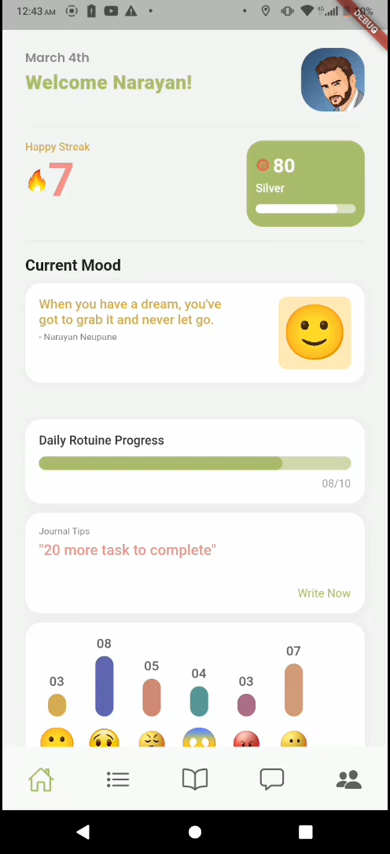 12:43 AM
DEBUG
March 4th
Welcome Narayan!
Happy Streak
7
80
Silver
Current Mood
When you have a dream, you've
got to grab it and never let go.
- Narayan Neupane
Daily Rotuine Progress
08/10
Journal Tips
"20 more task to complete"
Write Now
03
08
05
04
03
07